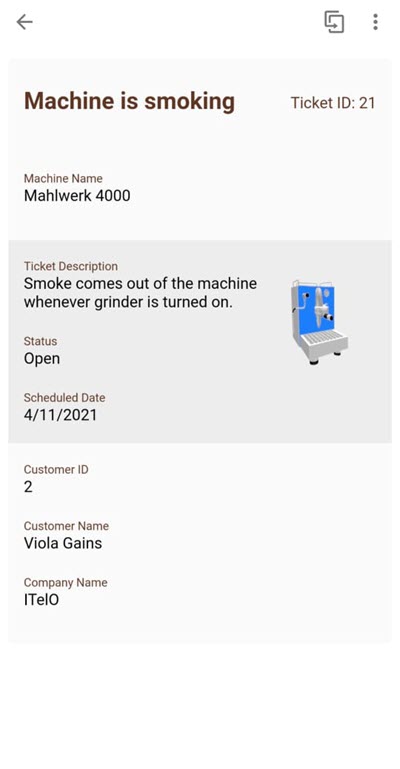 Machine is smoking
Ticket ID: 21
Machine Name
Mahlwerk 4000
Ticket Description
Smoke comes out of the machine
whenever grinder is turned on.
Status
Open
Scheduled Date
4/11/2021
Customer ID
2
Customer Name
Viola Gains
Company Name
ITelO